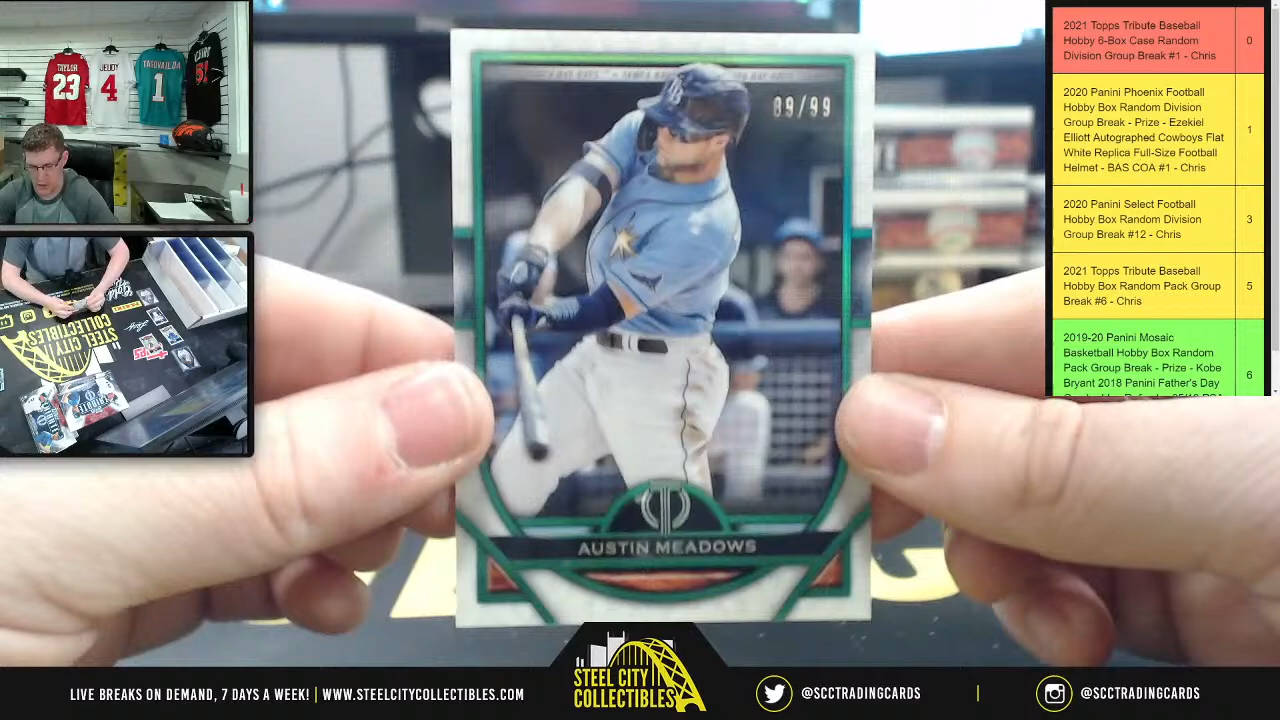 TAYLOR
23
JEUDY
4
TAGOVAILOA
1
51
STEEL CITY
COLLECTIBLES
TRIBUTE
89/99
AUSTIN MEADOWS
2021 Topps Tribute Baseball
Hobby 6-Box Case Random
Division Group Break #1 - Chris
0
2020 Panini Phoenix Football
Hobby Box Random Division
Group Break - Prize - Ezekiel
Elliott Autographed Cowboys Flat
White Replica Full-Size Football
Helmet - BAS COA #1 - Chris
1
2020 Panini Select Football
Hobby Box Random Division
Group Break #12 - Chris
3
2021 Topps Tribute Baseball
Hobby Box Random Pack Group
Break #6 - Chris
5
2019-20 Panini Mosaic
Basketball Hobby Box Random
Pack Group Break - Prize - Kobe
Bryant 2018 Panini Father's Day
6
LIVE BREAKS ON DEMAND, 7 DAYS A WEEK! | WWW.STEELCITYCOLLECTIBLES.COM
STEEL CITY
COLLECTIBLES
@SCCTRADINGCARDS | @SCCTRADINGCARDS